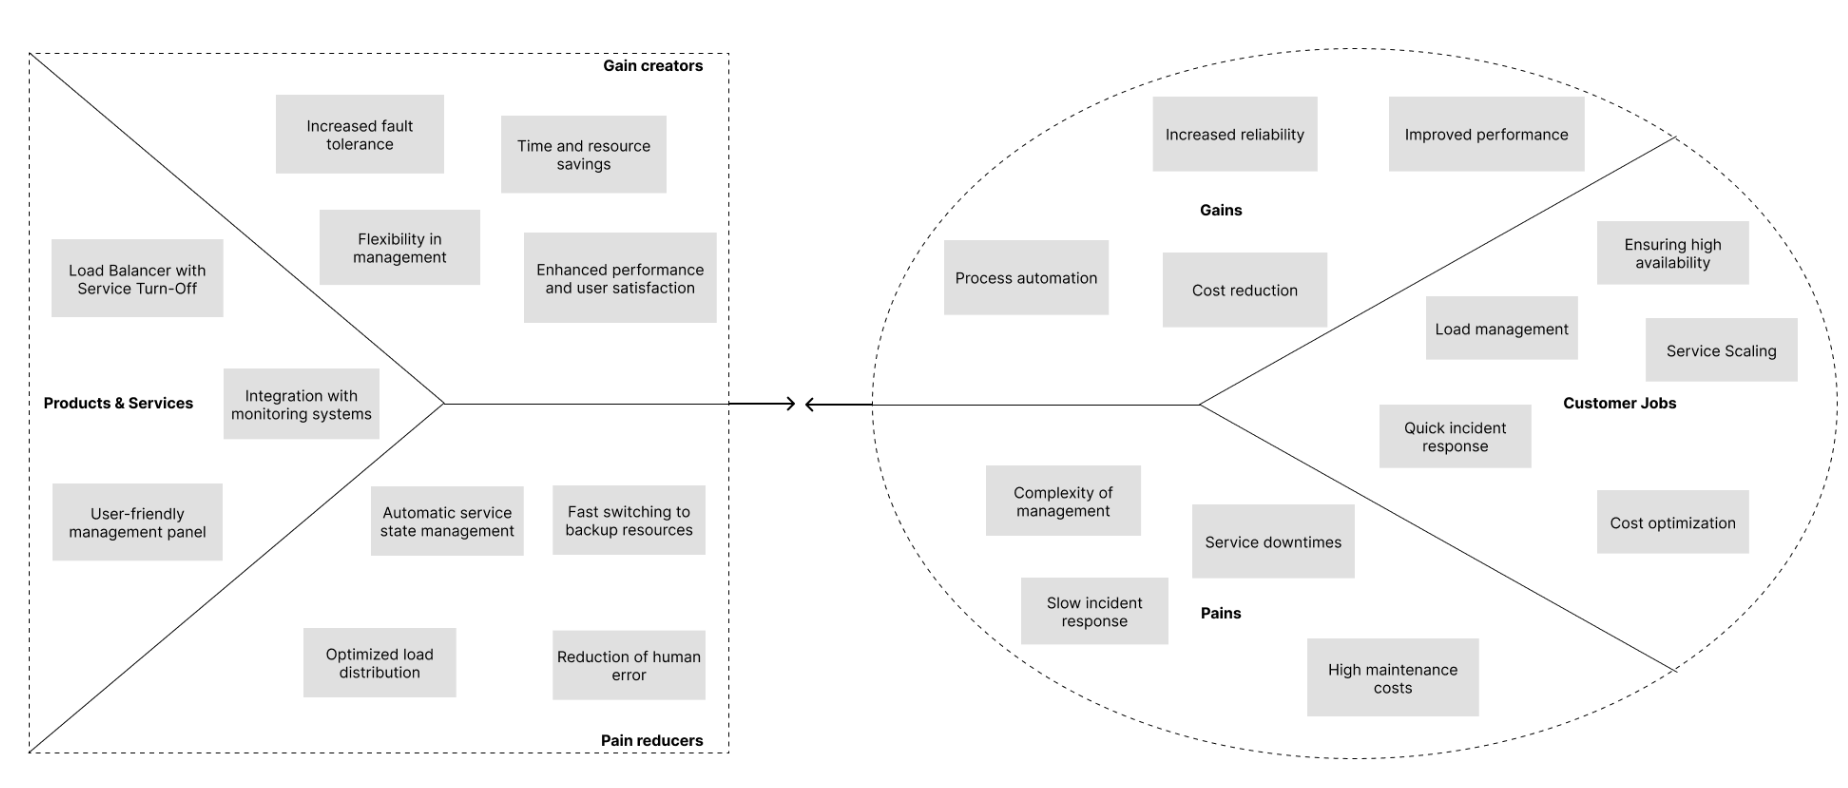 Gain creators
Increased fault
tolerance
Time and resource
savings
Flexibility in
management
Enhanced performance
and user satisfaction
Load Balancer with
Service Turn-Off
Integration with
monitoring systems
Products & Services
User-friendly
management panel
Automatic service
state management
Fast switching to
backup resources
Optimized load
distribution
Reduction of human
error
Pain reducers
Increased reliability
Improved performance
Gains
Process automation
Cost reduction
Ensuring high
availability
Load management
Service Scaling
Customer Jobs
Quick incident
response
Cost optimization
Complexity of
management
Service downtimes
Slow incident
response
Pains
High maintenance
costs